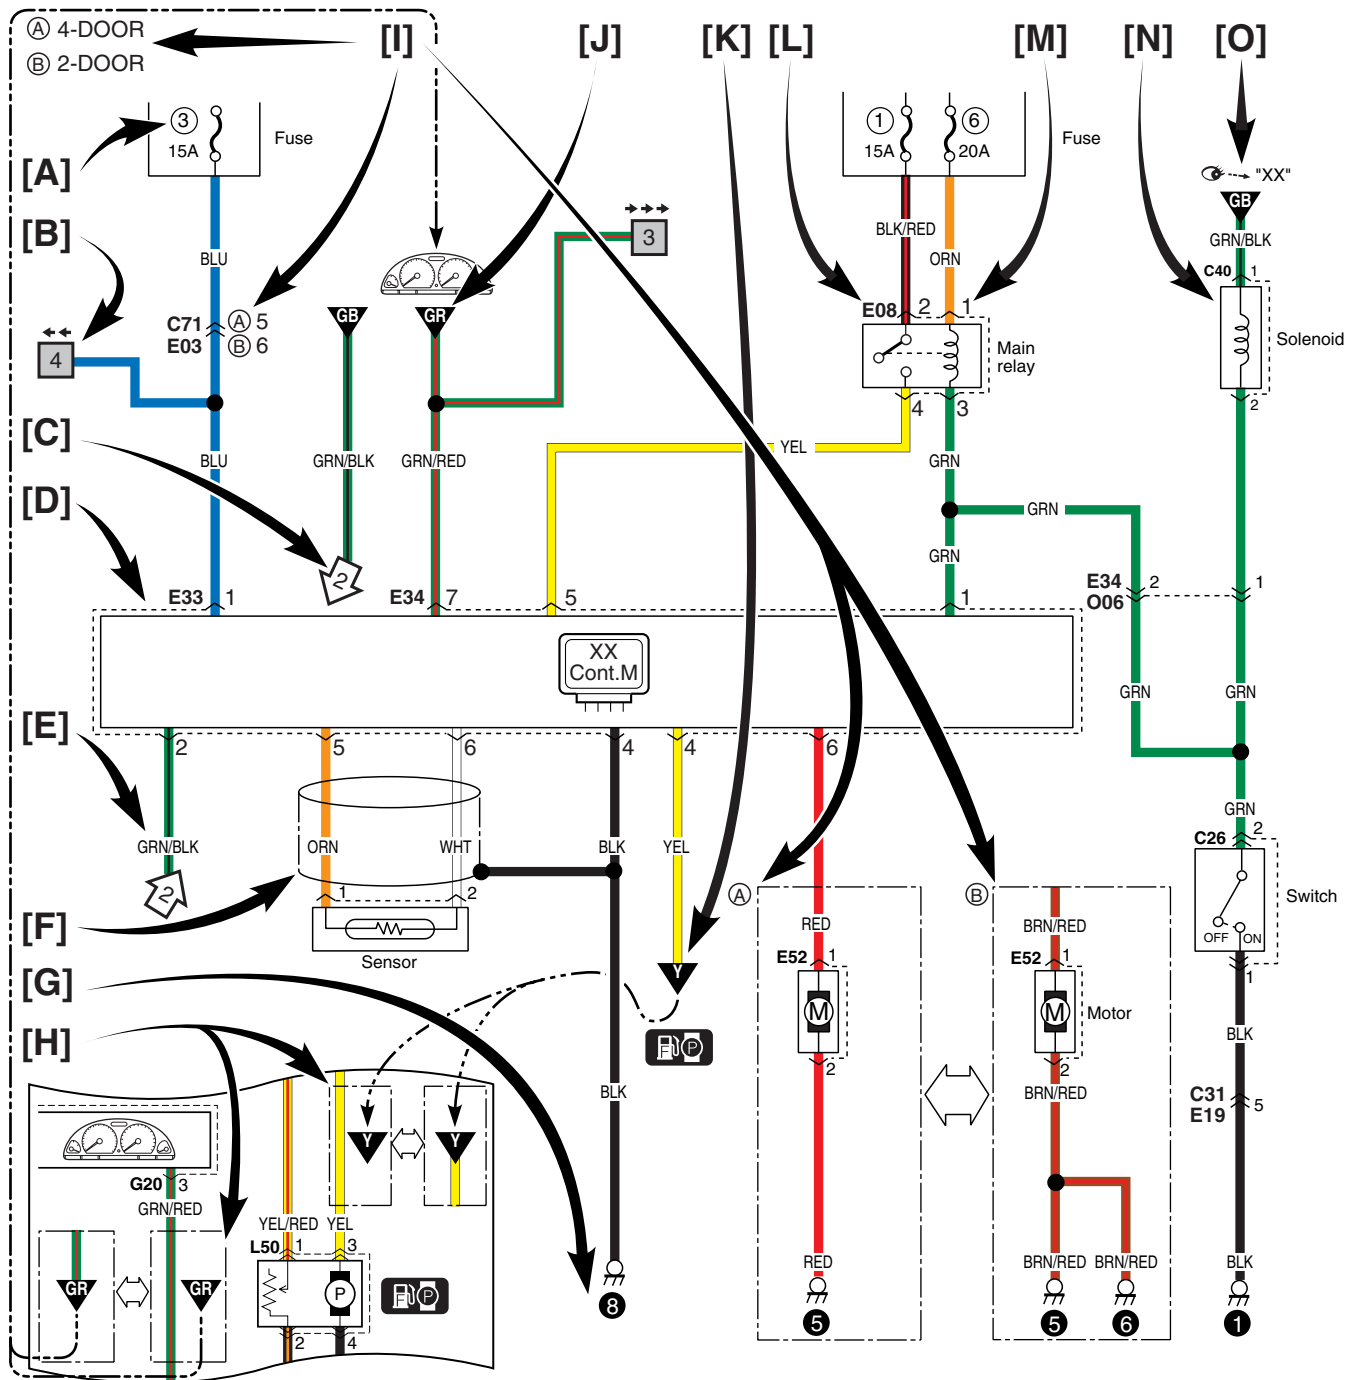 Ⓐ 4-DOOR
Ⓑ 2-DOOR
[I] [J] [K] [L] [M] [N] [O]
[A] ③ 15A Fuse
① 15A ⑥ 20A Fuse
"XX"
GB
GRN/BLK
C40 1
[B]
3
BLU
BLK/RED ORN
GB GR
C71 Ⓐ 5
E03 Ⓑ 6
4
E08 2 1
Main
relay
4 3
Solenoid
2
[C]
BLU GRN/BLK GRN/RED YEL GRN
[D]
GRN
GRN
2
E33 1 E34 7 5 1
E34 2 1
O06
XX
Cont.M
GRN GRN
[E]
2 5 6 4 4 6
GRN/BLK ORN WHT BLK YEL
2
GRN
C26 2
Switch
OFF ON
1
[F]
1 2
Sensor
Ⓐ Ⓑ
RED BRN/RED
E52 1 E52 1
M M Motor
2 2
[G]
Y
F P
[H]
BLK
BRN/RED
BLK
C31
E19 5
Y Y
G20 3
GRN/RED
YEL/RED YEL
L50 1 3
P
F P
2 4
GR GR
RED BRN/RED BRN/RED BLK
8 5 5 6 1